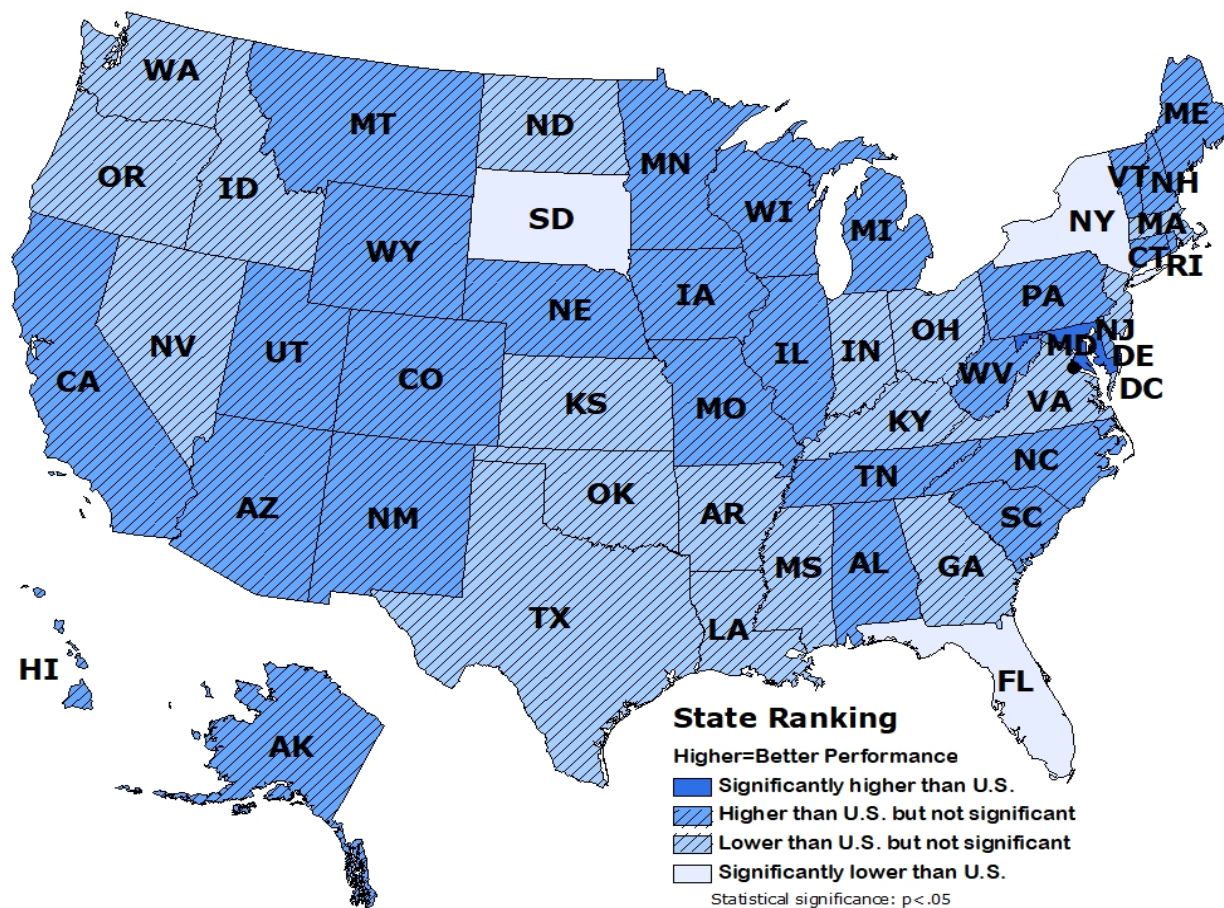 WA
MT
ND
MN
ME
OR
ID
SD
WI
MI
VT
NH
NY
MA
WY
CT
RI
IA
PA
NE
NV
UT
CO
IL
IN
OH
NJ
MD
DE
CA
WV
DC
KS
MO
KY
VA
TN
NC
AZ
NM
OK
AR
SC
MS
AL
GA
TX
LA
HI
FL
AK
State Ranking
Higher=Better Performance
Significantly higher than U.S.
Higher than U.S. but not significant
Lower than U.S. but not significant
Significantly lower than U.S.
Statistical significance: p<.05